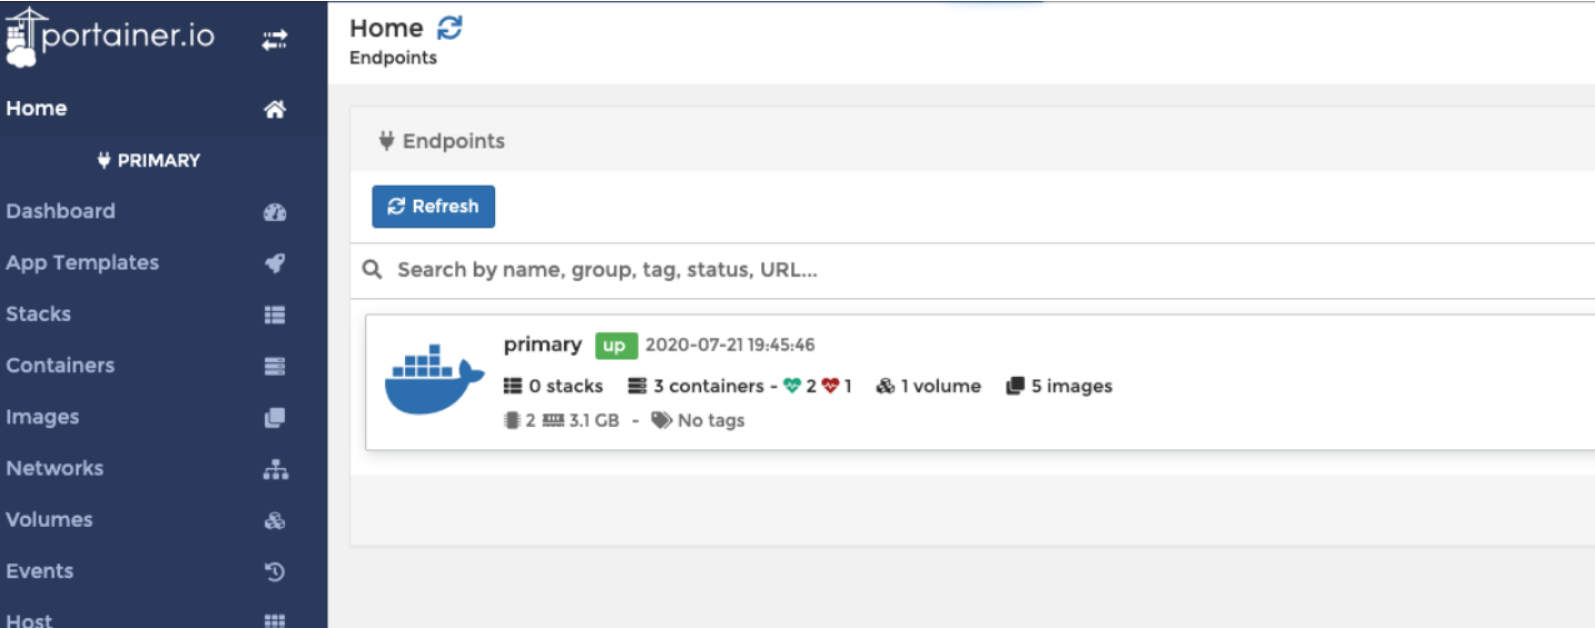 portainer.io
Home
PRIMARY
Dashboard
App Templates
Stacks
Containers
Images
Networks
Volumes
Events
Host
Home
Endpoints
Endpoints
Refresh
Search by name, group, tag, status, URL...
primary up 2020-07-21 19:45:46
0 stacks 3 containers - 2 1 1 volume 5 images
2 3.1 GB - No tags